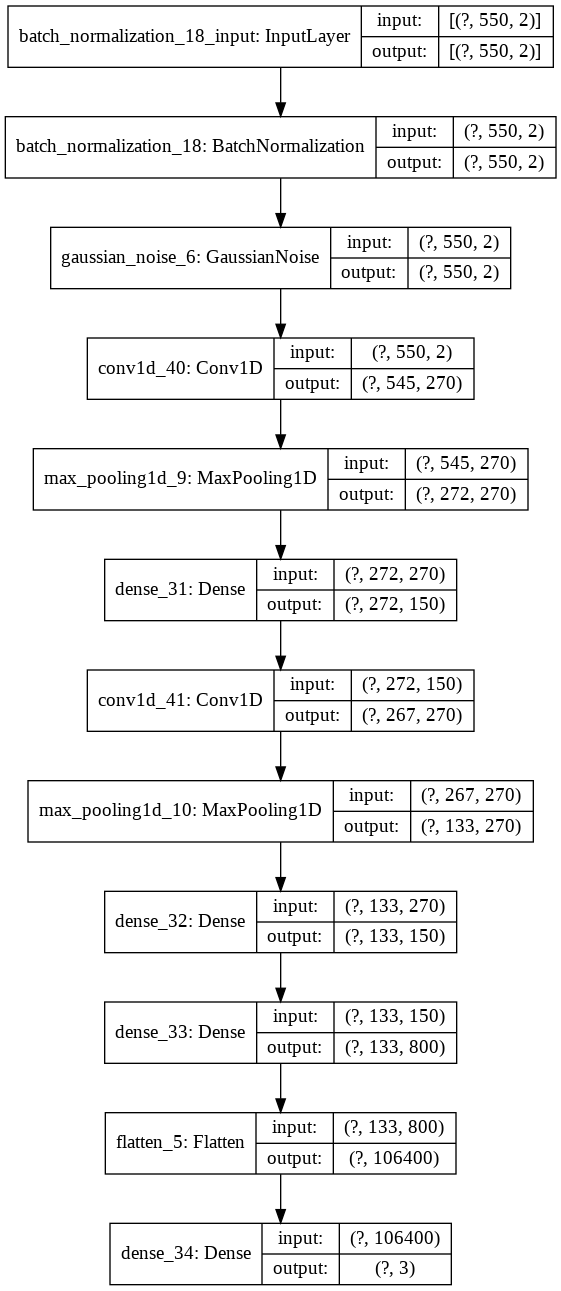 batch_normalization_18_input: InputLayer
input: [(?, 550, 2)]
output: [(?, 550, 2)]
batch_normalization_18: BatchNormalization
input: (?, 550, 2)
output: (?, 550, 2)
gaussian_noise_6: GaussianNoise
input: (?, 550, 2)
output: (?, 550, 2)
conv1d_40: Conv1D
input: (?, 550, 2)
output: (?, 545, 270)
max_pooling1d_9: MaxPooling1D
input: (?, 545, 270)
output: (?, 272, 270)
dense_31: Dense
input: (?, 272, 270)
output: (?, 272, 150)
conv1d_41: Conv1D
input: (?, 272, 150)
output: (?, 267, 270)
max_pooling1d_10: MaxPooling1D
input: (?, 267, 270)
output: (?, 133, 270)
dense_32: Dense
input: (?, 133, 270)
output: (?, 133, 150)
dense_33: Dense
input: (?, 133, 150)
output: (?, 133, 800)
flatten_5: Flatten
input: (?, 133, 800)
output: (?, 106400)
dense_34: Dense
input: (?, 106400)
output: (?, 3)